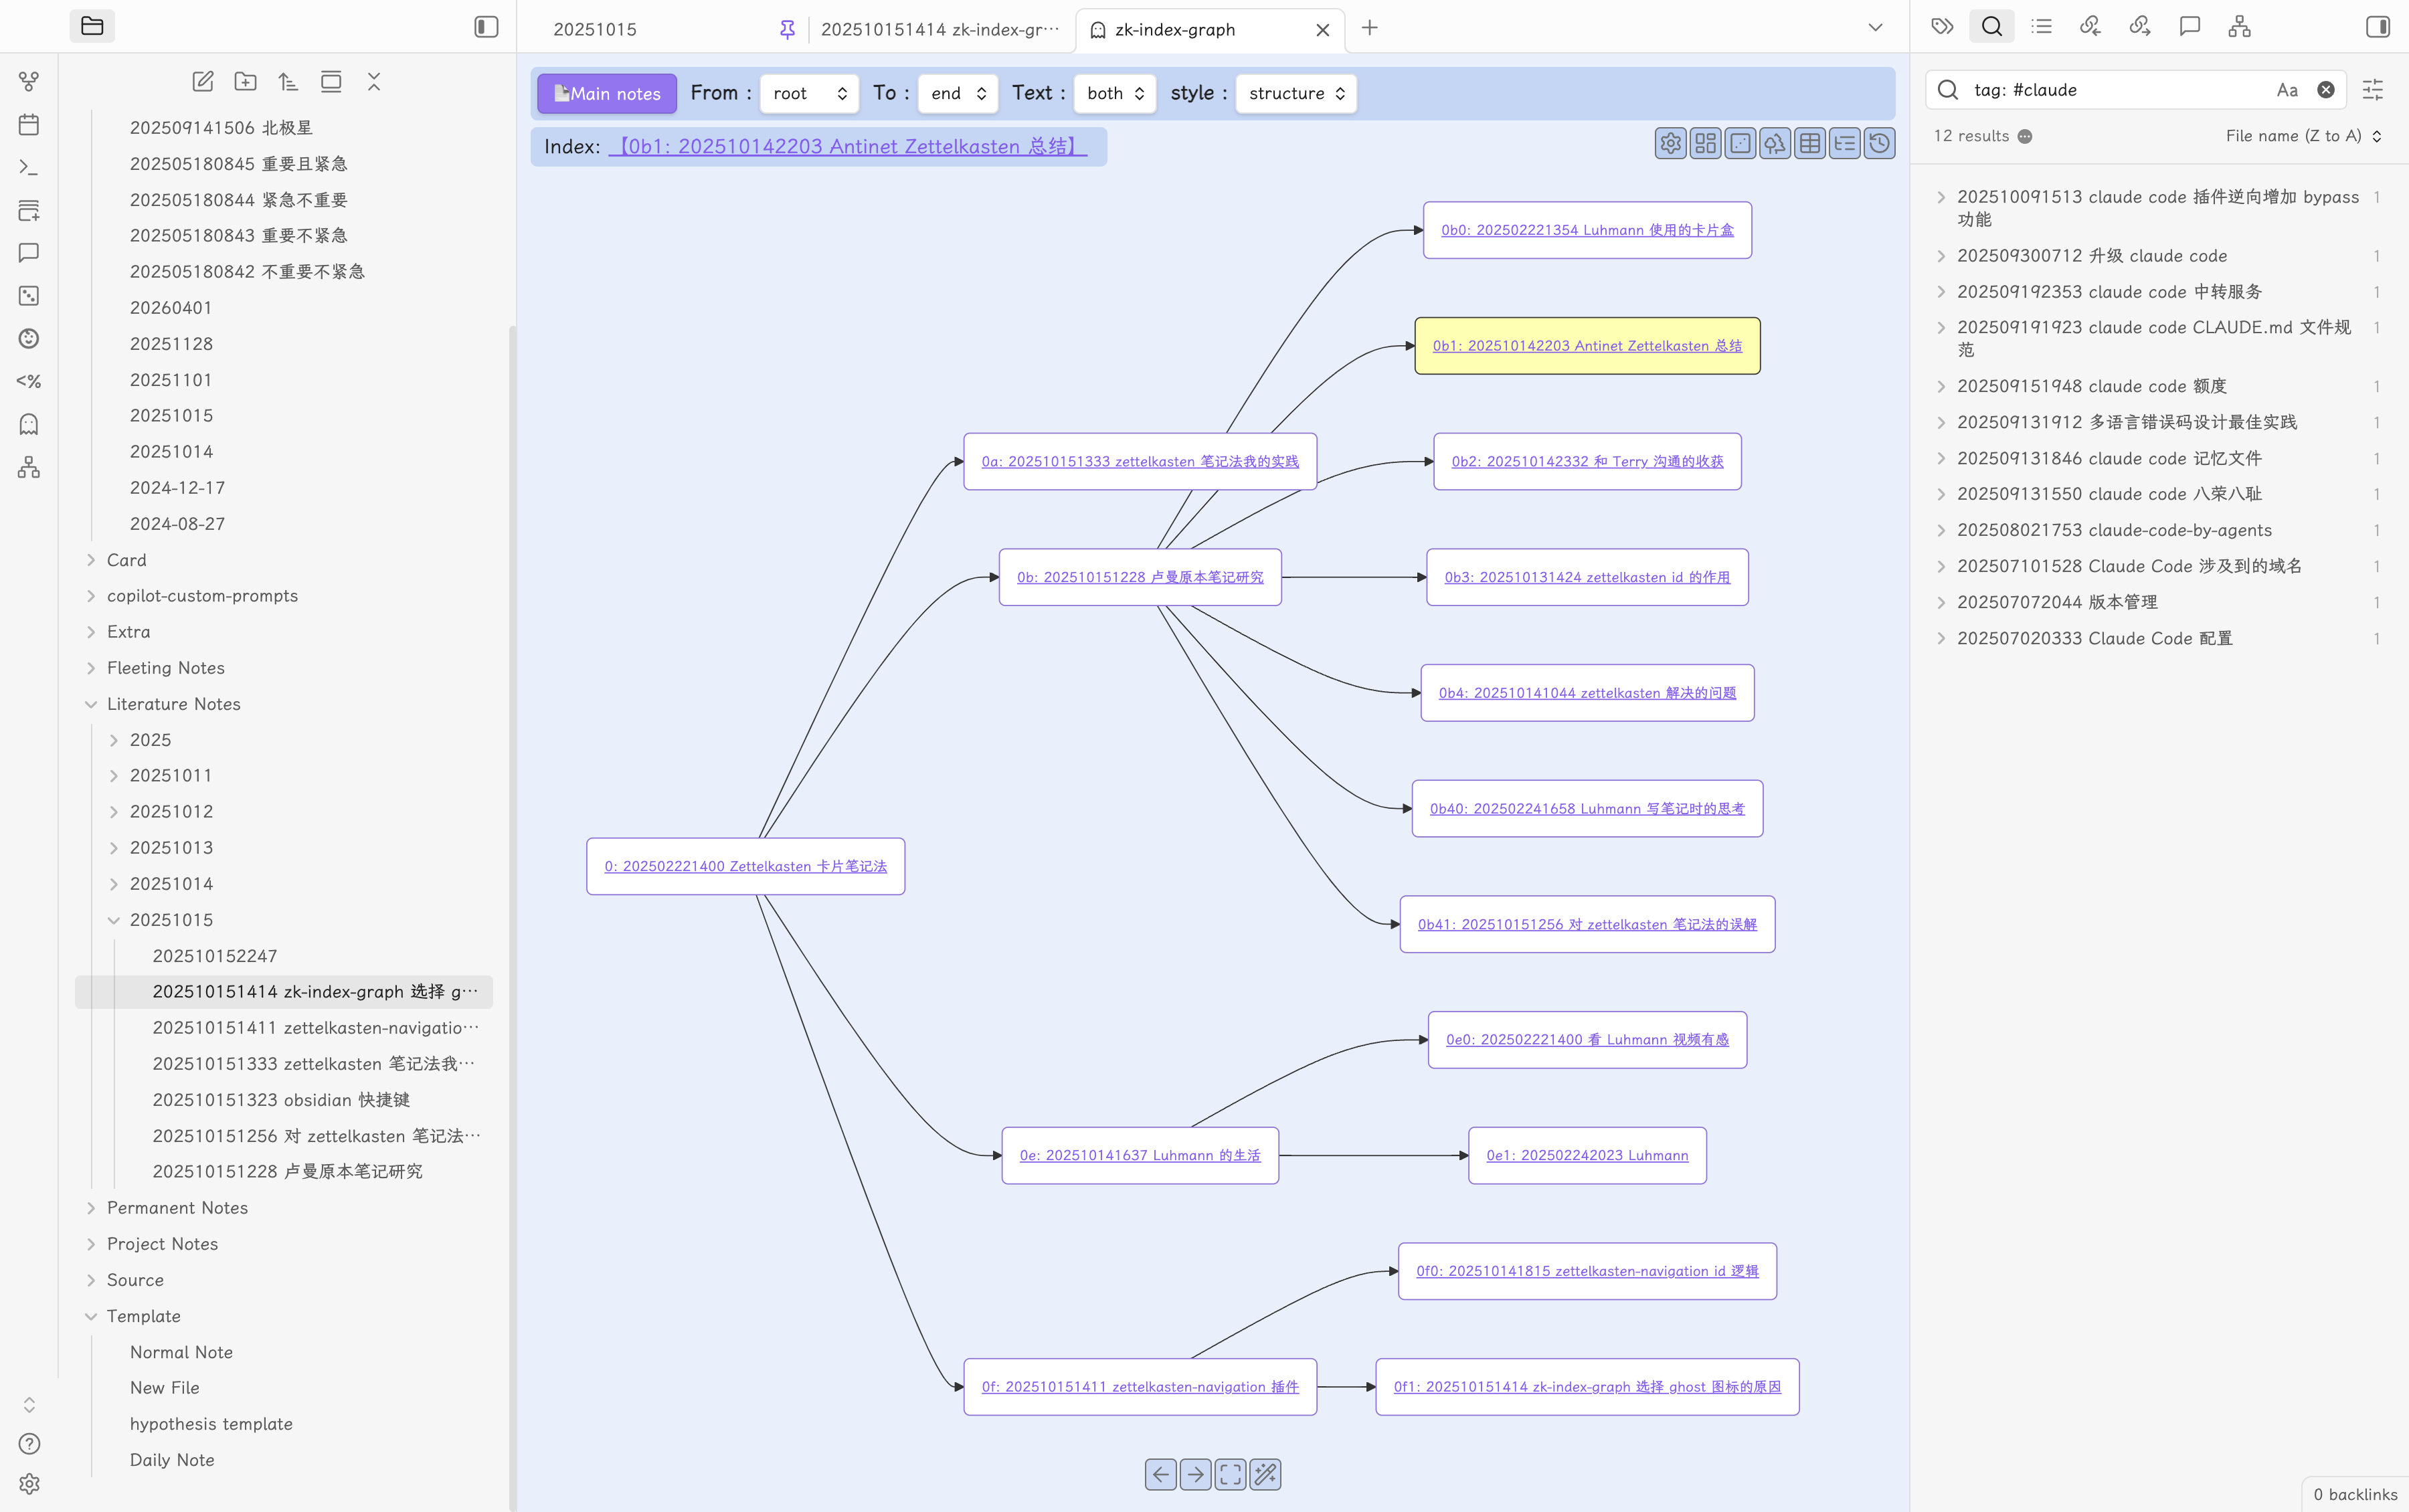 20251015
202510151414 zk-index-gr…
zk-index-graph
202509141506 北极星
202505180845 重要且紧急
202505180844 紧急不重要
202505180843 重要不紧急
202505180842 不重要不紧急
20260401
20251128
20251101
20251015
20251014
2024-12-17
2024-08-27
Card
copilot-custom-prompts
Extra
Fleeting Notes
Literature Notes
2025
20251011
20251012
20251013
20251014
20251015
202510152247
202510151414 zk-index-graph 选择 g…
202510151411 zettelkasten-navigatio…
202510151333 zettelkasten 笔记法我…
202510151323 obsidian 快捷键
202510151256 对 zettelkasten 笔记法…
202510151228 卢曼原本笔记研究
Permanent Notes
Project Notes
Source
Template
Normal Note
New File
hypothesis template
Daily Note
<%
Main notes From : root To : end Text : both style : structure
Index: 【0b1: 202510142203 Antinet Zettelkasten 总结】
0b0: 202502221354 Luhmann 使用的卡片盒
0b1: 202510142203 Antinet Zettelkasten 总结
0a: 202510151333 zettelkasten 笔记法我的实践
0b2: 202510142332 和 Terry 沟通的收获
0b: 202510151228 卢曼原本笔记研究
0b3: 202510131424 zettelkasten id 的作用
0b4: 202510141044 zettelkasten 解决的问题
0b40: 202502241658 Luhmann 写笔记时的思考
0: 202502221400 Zettelkasten 卡片笔记法
0b41: 202510151256 对 zettelkasten 笔记法的误解
0e0: 202502221400 看 Luhmann 视频有感
0e: 202510141637 Luhmann 的生活
0e1: 202502242023 Luhmann
0f0: 202510141815 zettelkasten-navigation id 逻辑
0f: 202510151411 zettelkasten-navigation 插件
0f1: 202510151414 zk-index-graph 选择 ghost 图标的原因
tag: #claude Aa
12 results File name (Z to A)
202510091513 claude code 插件逆向增加 bypass 1
功能
202509300712 升级 claude code 1
202509192353 claude code 中转服务 1
202509191923 claude code CLAUDE.md 文件规 1
范
202509151948 claude code 额度 1
202509131912 多语言错误码设计最佳实践 1
202509131846 claude code 记忆文件 1
202509131550 claude code 八荣八耻 1
202508021753 claude-code-by-agents 1
202507101528 Claude Code 涉及到的域名 1
202507072044 版本管理 1
202507020333 Claude Code 配置 1
0 backlinks